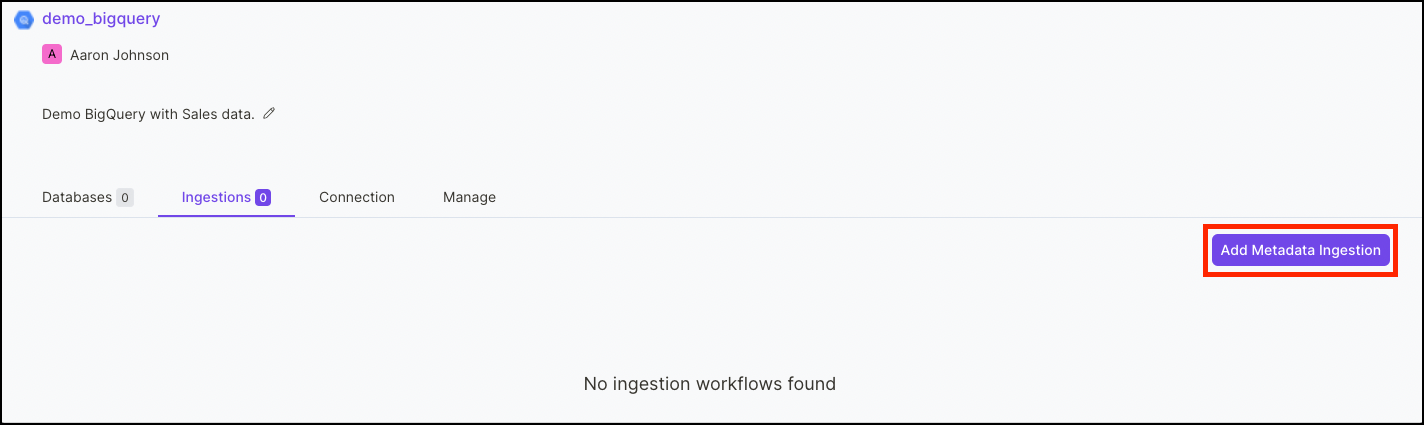 demo_bigquery
A Aaron Johnson
Demo BigQuery with Sales data.
Databases 0 Ingestions 0 Connection Manage
Add Metadata Ingestion
No ingestion workflows found